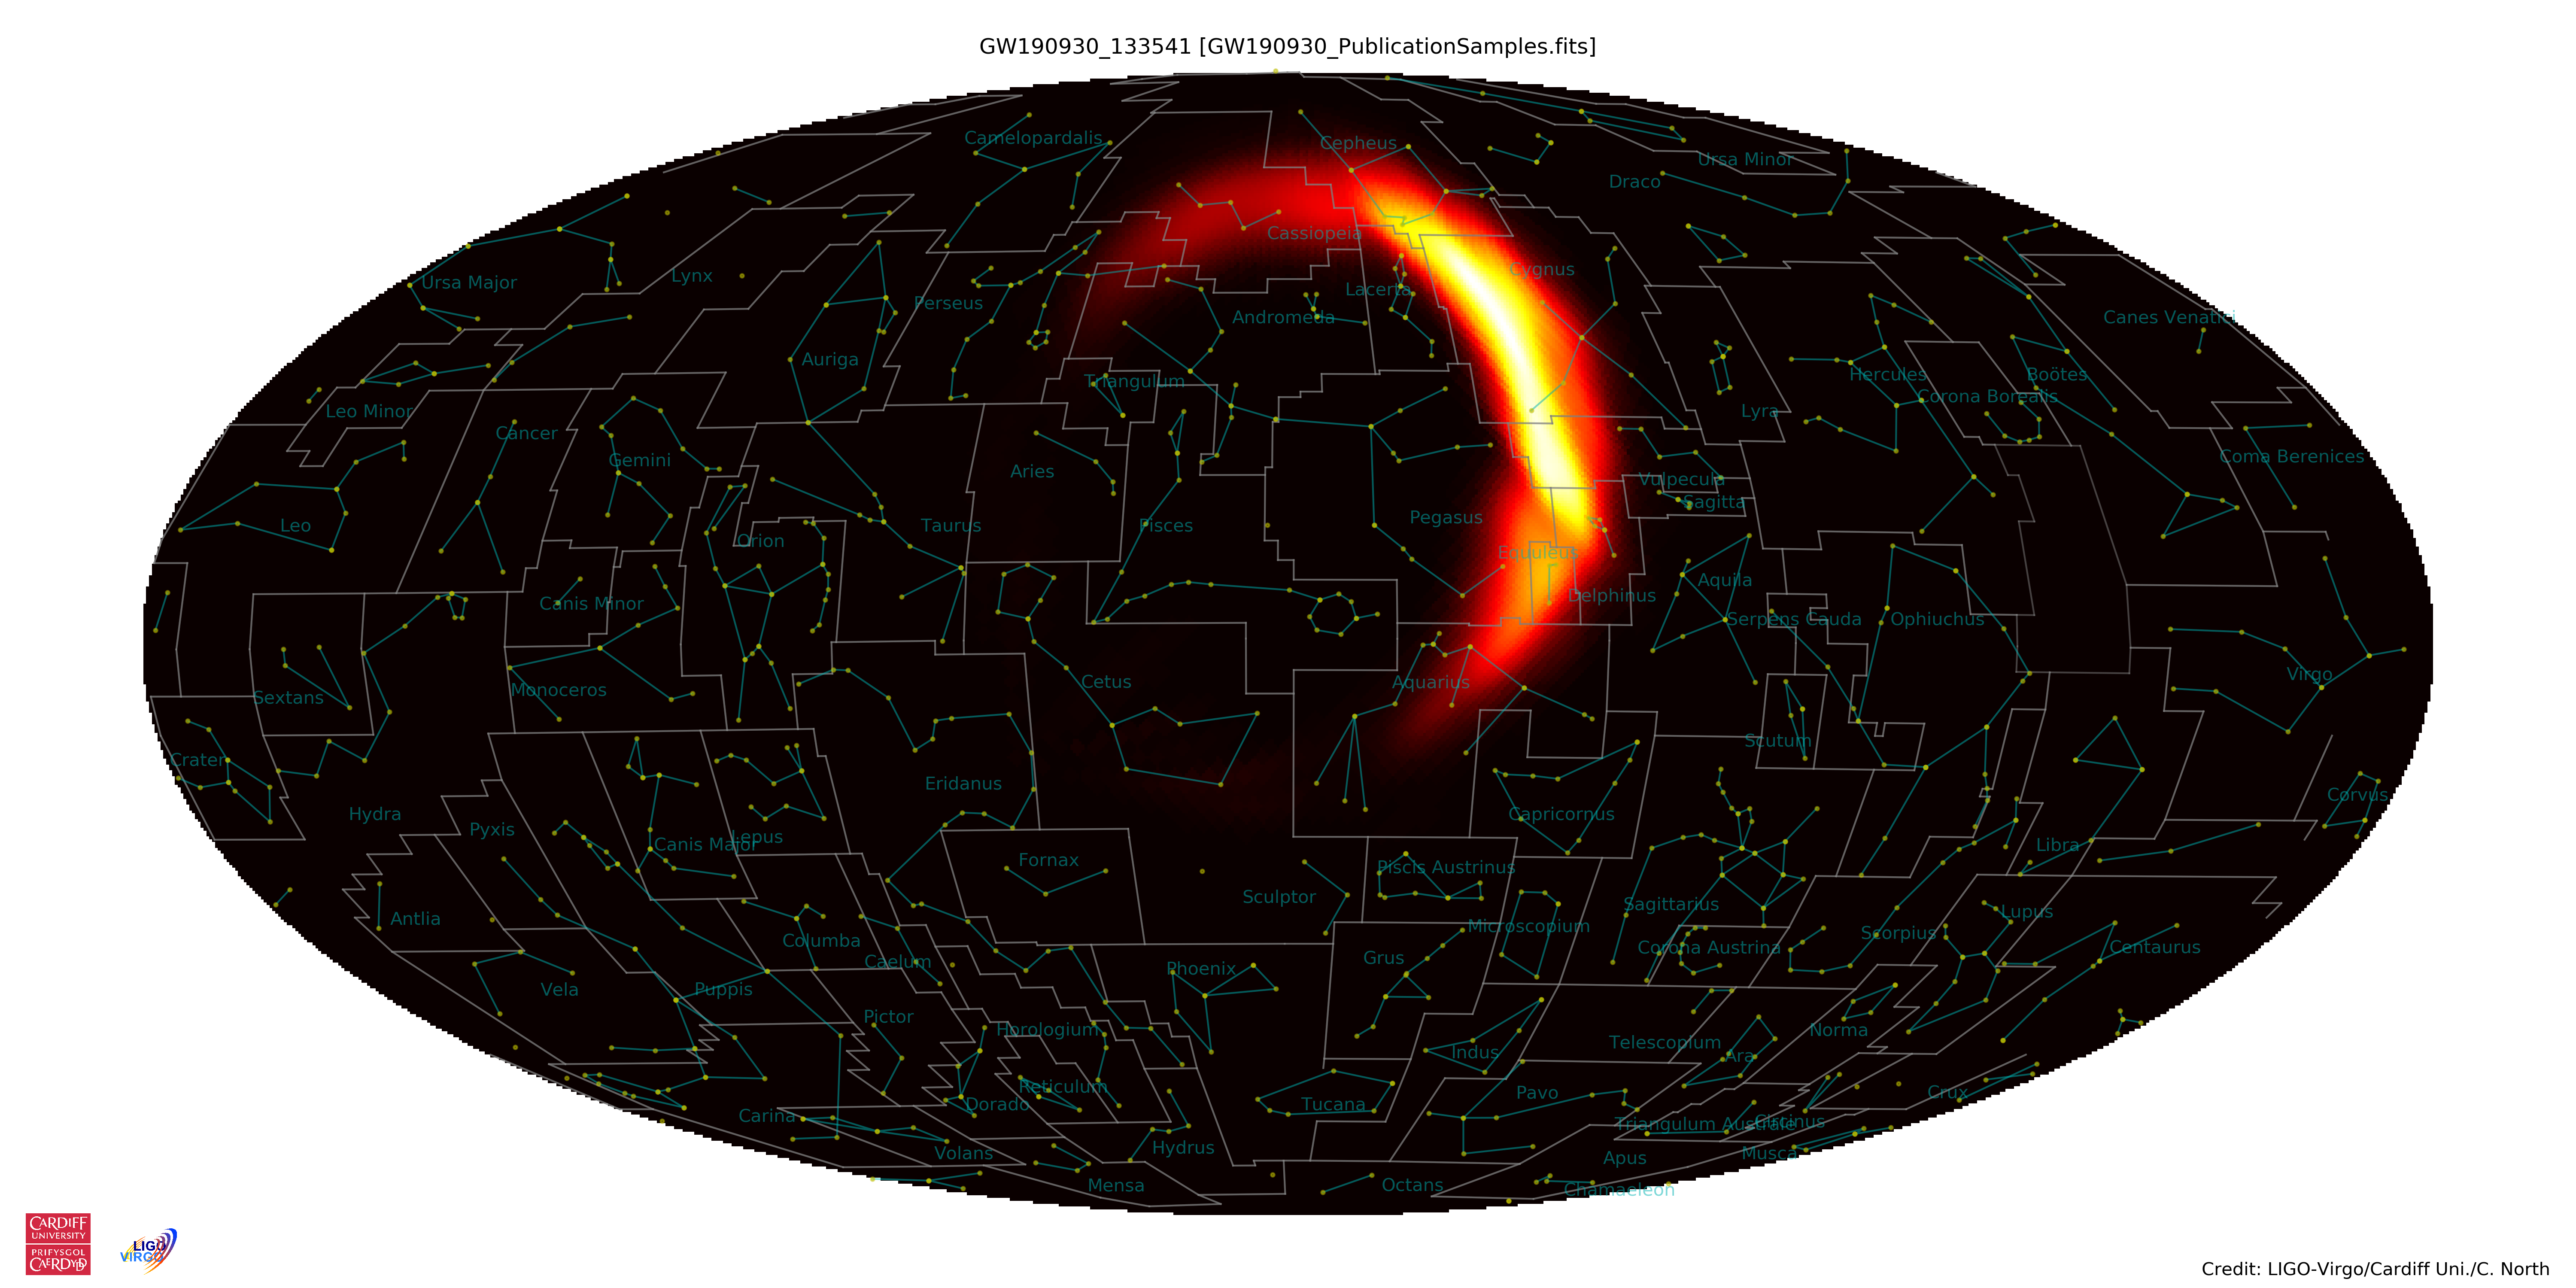 GW190930_133541 [GW190930_PublicationSamples.fits]
Camelopardalis
Cepheus
Ursa Minor
Draco
Cassiopeia
Cygnus
Ursa Major
Lynx
Perseus
Lacerta
Andromeda
Canes Venatici
Auriga
Triangulum
Hercules
Boötes
Corona Borealis
Leo Minor
Lyra
Cancer
Gemini
Aries
Coma Berenices
Vulpecula
Sagitta
Leo
Orion
Taurus
Pisces
Pegasus
Equuleus
Canis Minor
Delphinus
Aquila
Serpens Cauda
Ophiuchus
Sextans
Monoceros
Cetus
Aquarius
Virgo
Crater
Scutum
Eridanus
Corvus
Hydra
Pyxis
Canis Major
Lepus
Capricornus
Libra
Fornax
Piscis Austrinus
Sculptor
Sagittarius
Lupus
Antlia
Columba
Microscopium
Corona Austrina
Scorpius
Centaurus
Caelum
Phoenix
Grus
Vela
Puppis
Pictor
Horologium
Indus
Telescopium
Ara
Norma
Reticulum
Dorado
Tucana
Pavo
Crux
Carina
Triangulum Australe
Circinus
Volans
Hydrus
Apus
Musca
Mensa
Octans
Chamaeleon
CARDIFF
UNIVERSITY
PRIFYSGOL
CAERDYDD
LIGO
VIRGO
Credit: LIGO-Virgo/Cardiff Uni./C. North